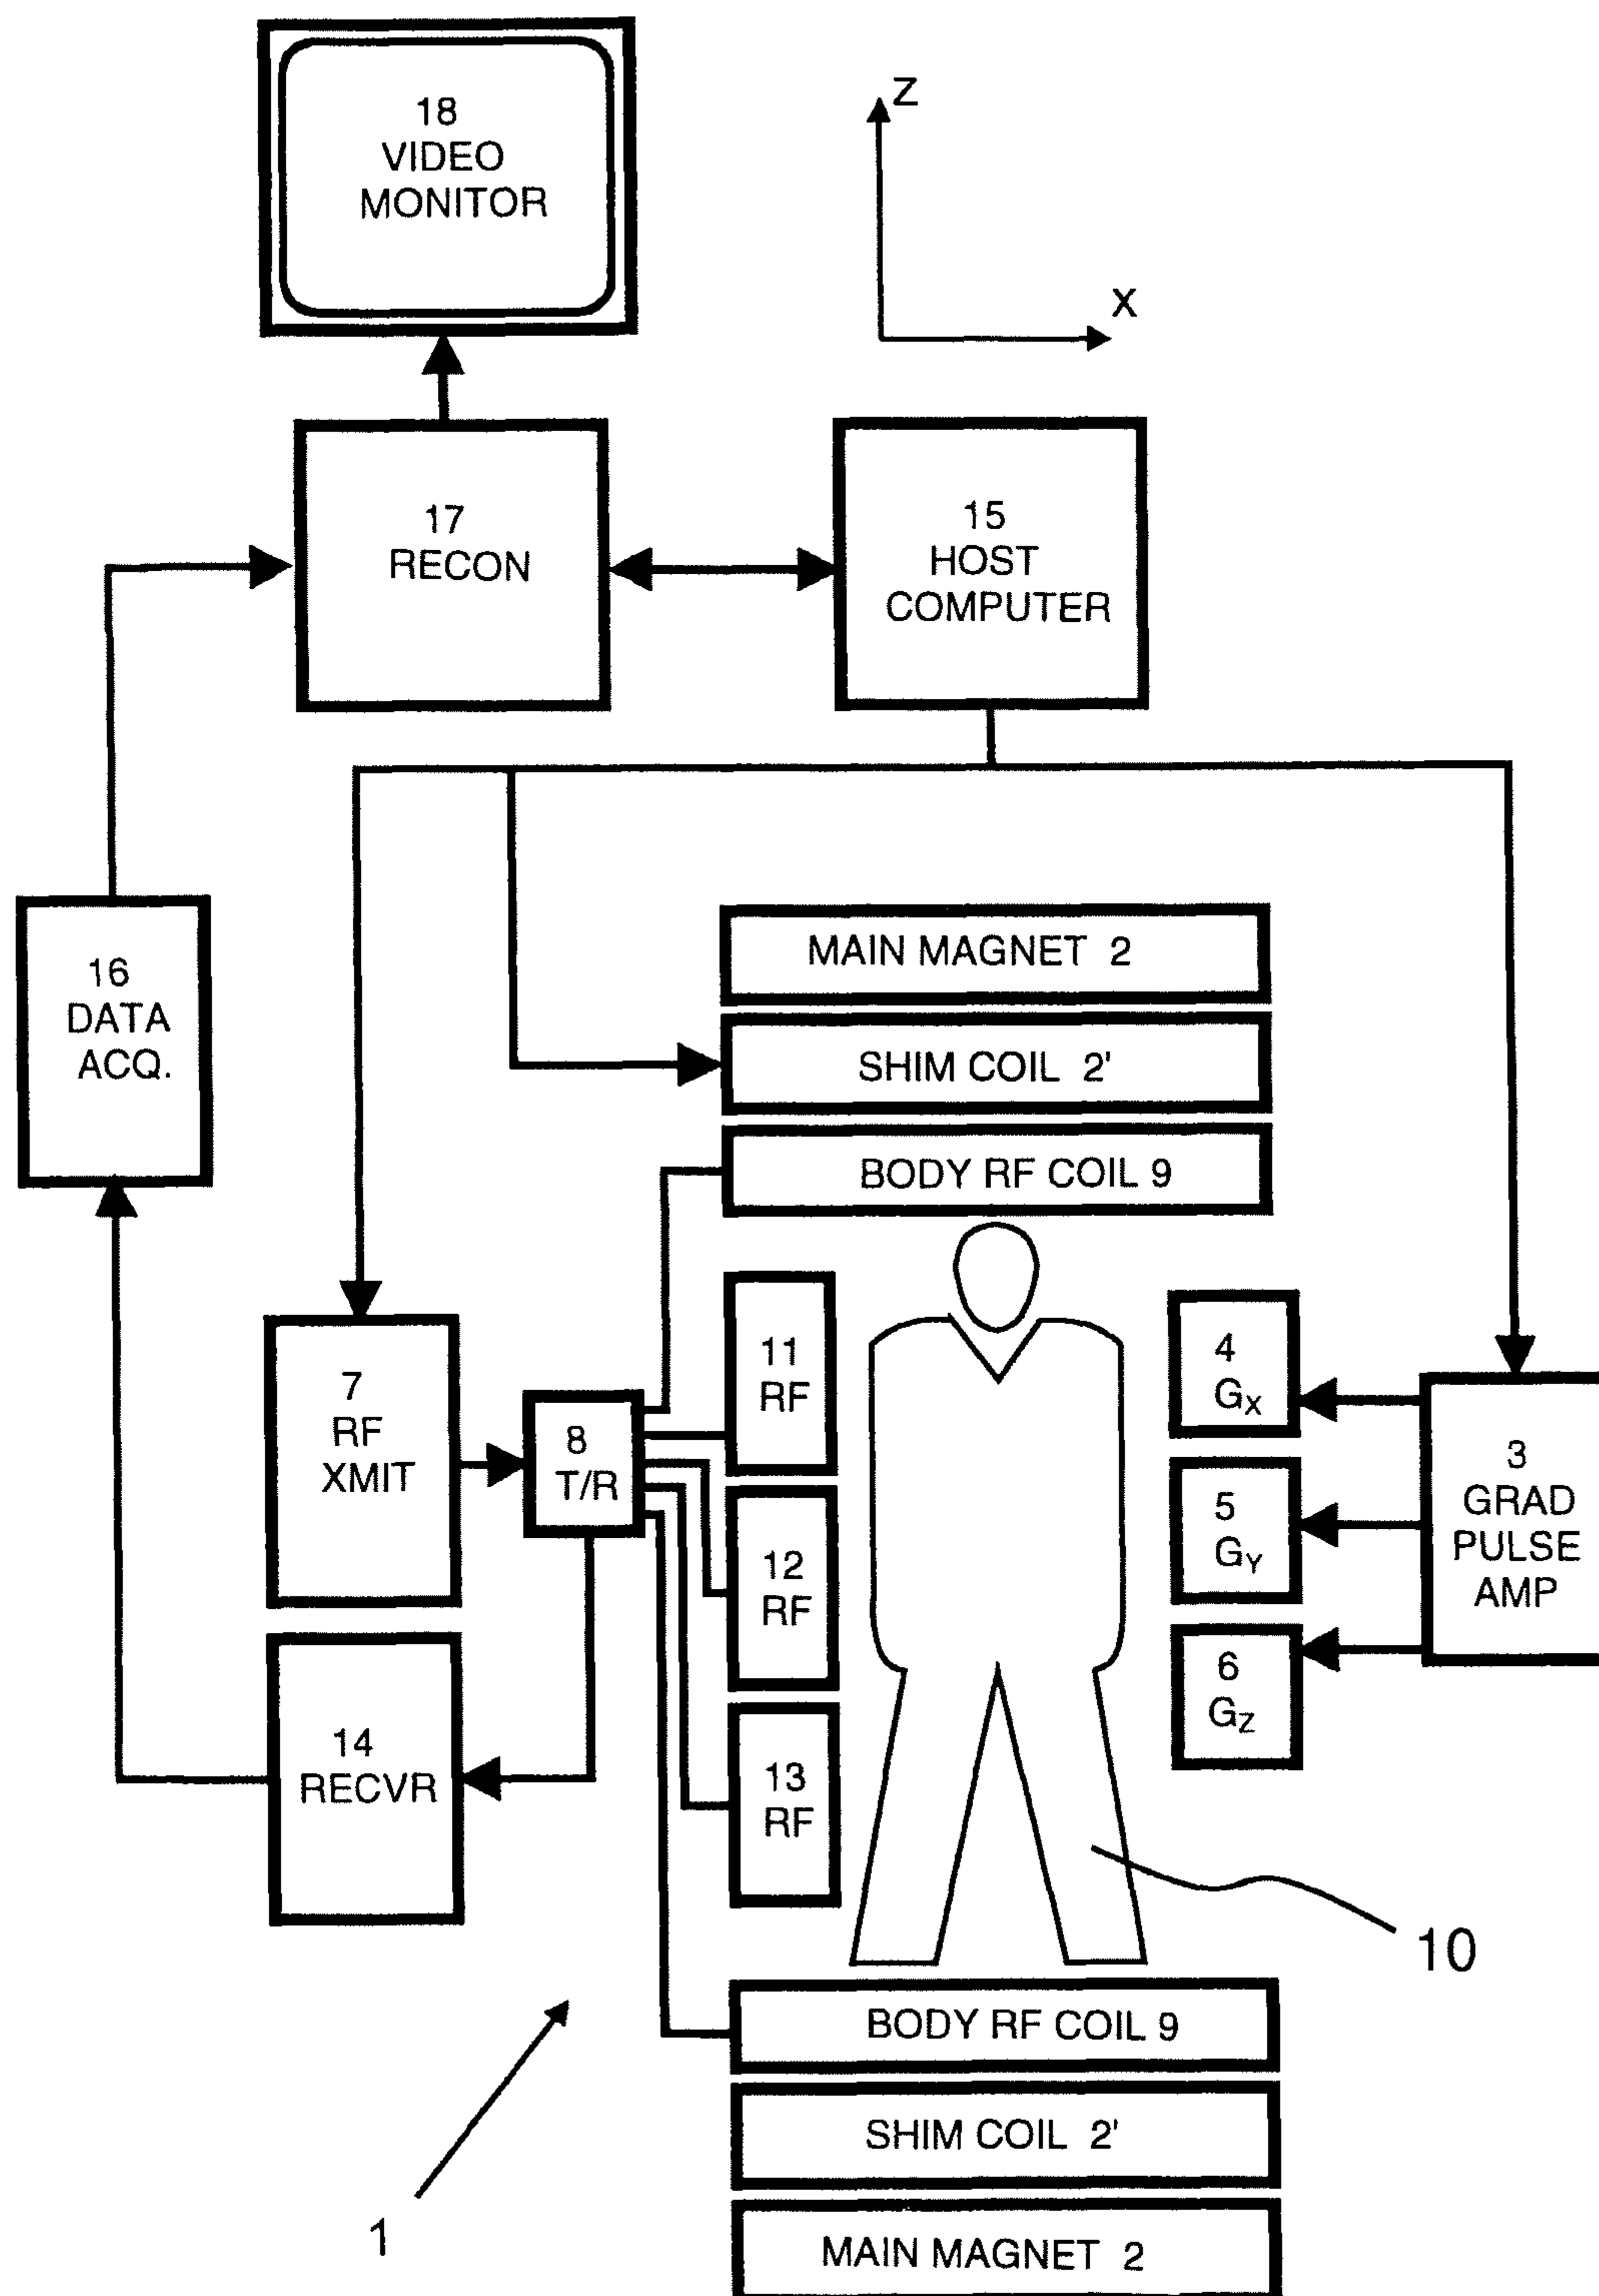 18
VIDEO
MONITOR
Z
X
17
RECON
15
HOST
COMPUTER
16
DATA
ACQ.
MAIN MAGNET 2
SHIM COIL 2'
BODY RF COIL 9
7
RF
XMIT
8
T/R
11
RF
12
RF
13
RF
4
GX
5
GY
6
GZ
3
GRAD
PULSE
AMP
14
RECVR
10
BODY RF COIL 9
SHIM COIL 2'
MAIN MAGNET 2
1